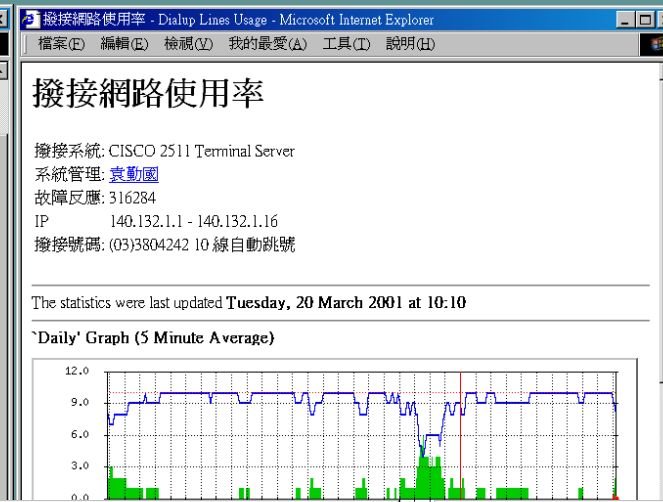 撥接網路使用率 - Dialup Lines Usage - Microsoft Internet Explorer
檔案(F) 編輯(E) 檢視(V) 我的最愛(A) 工具(T) 說明(H)
撥接網路使用率
撥接系統: CISCO 2511 Terminal Server
系統管理: 袁勤國
故障反應: 316284
IP 140.132.1.1 - 140.132.1.16
撥接號碼: (03)3804242 10 線自動跳號
The statistics were last updated Tuesday, 20 March 2001 at 10:10
`Daily' Graph (5 Minute Average)
12.0
9.0
6.0
3.0
0.0